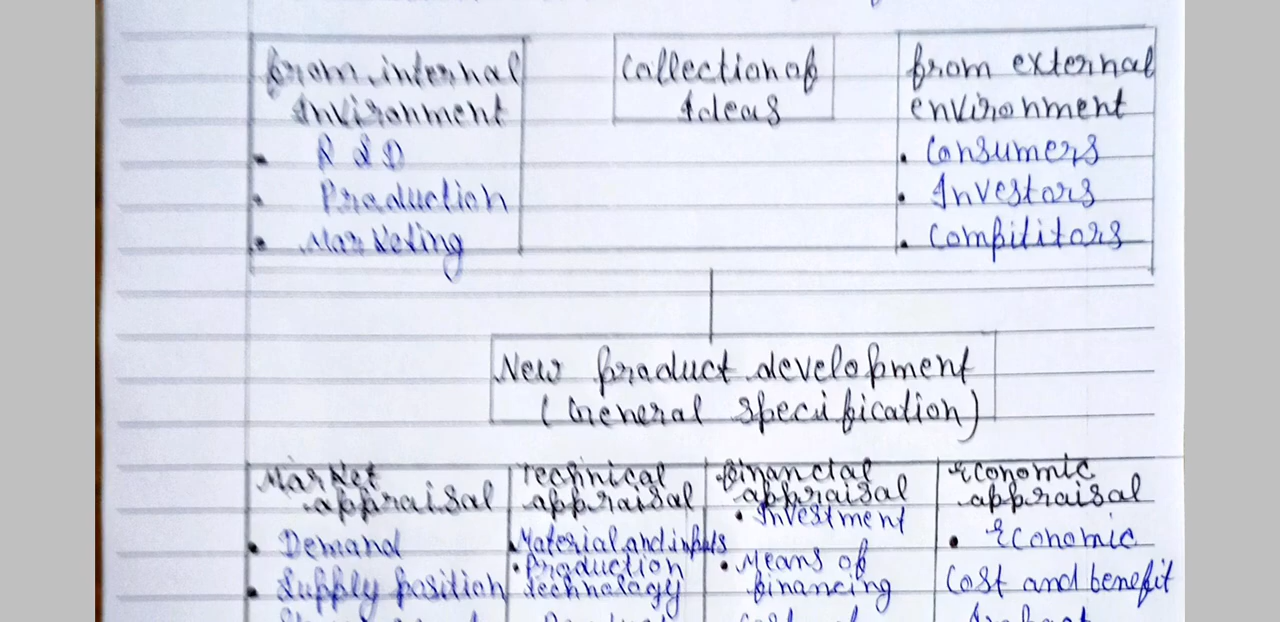 from internal
Invironment
• R & D
• Production
• Marketing
Collection of
Ideas
from external
environment
• Consumers
• Investors
• Compilitors
New product development
(General specification)
Market
appraisal
• Demand
• Supply position
Technical
appraisal
• Material and inputs
• Production
technology
financial
appraisal
• Investment
• Means of
financing
Economic
appraisal
• Economic
Cost and benefit